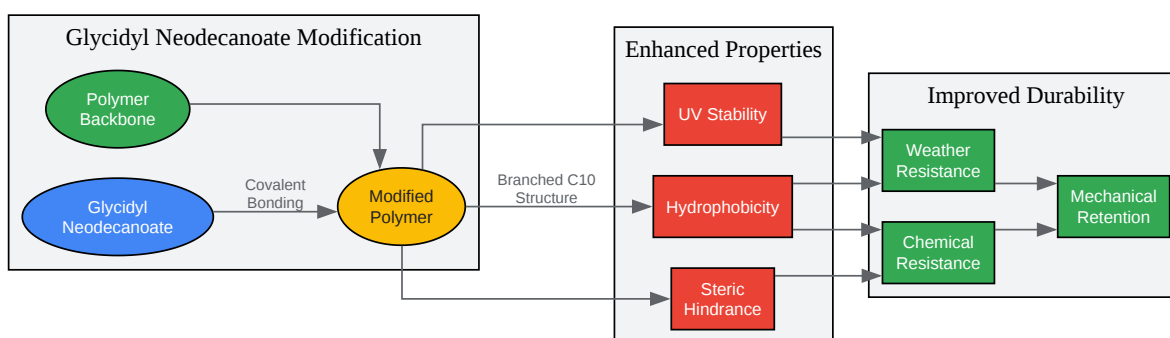 Glycidyl Neodecanoate Modification
Polymer
Backbone
Glycidyl
Neodecanoate
Covalent
Bonding
Modified
Polymer
Branched C10
Structure
Enhanced Properties
UV Stability
Hydrophobicity
Steric
Hindrance
Improved Durability
Weather
Resistance
Chemical
Resistance
Mechanical
Retention